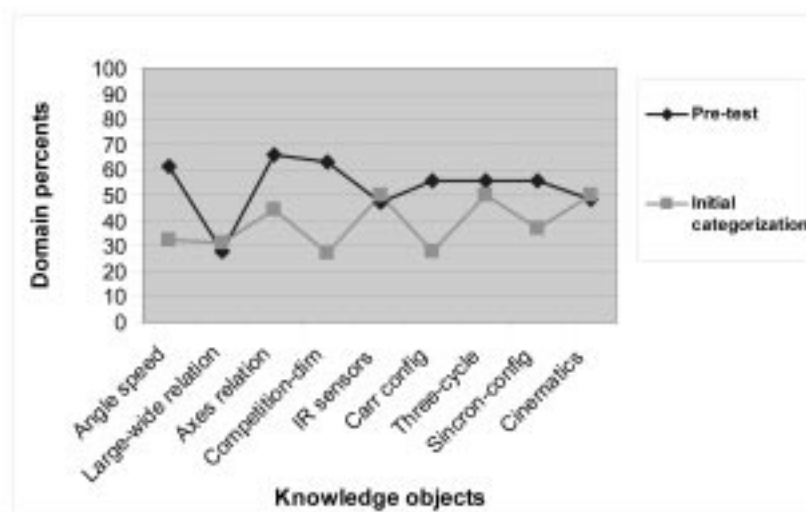 100
90
80
70
60
50
40
30
20
10
0
Domain percents
Angle speed
Large-wide relation
Axes relation
Competition-dim
IR sensors
Carr config
Three-cycle
Sincron-config
Cinematics
Knowledge objects
Pre-test
Initial
categorization